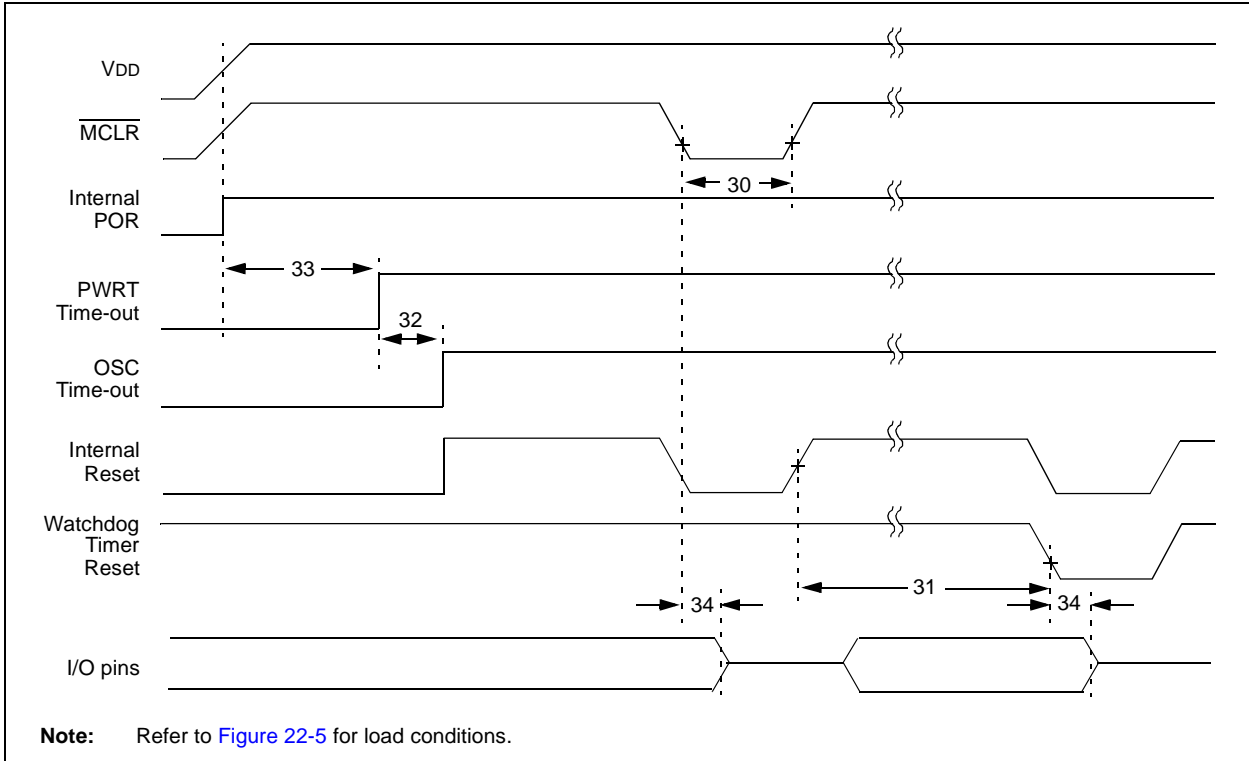 VDD
MCLR
Internal
POR
30
33
PWRT
Time-out
32
OSC
Time-out
Internal
Reset
Watchdog
Timer
Reset
31
34
34
I/O pins
Note: Refer to Figure 22-5 for load conditions.